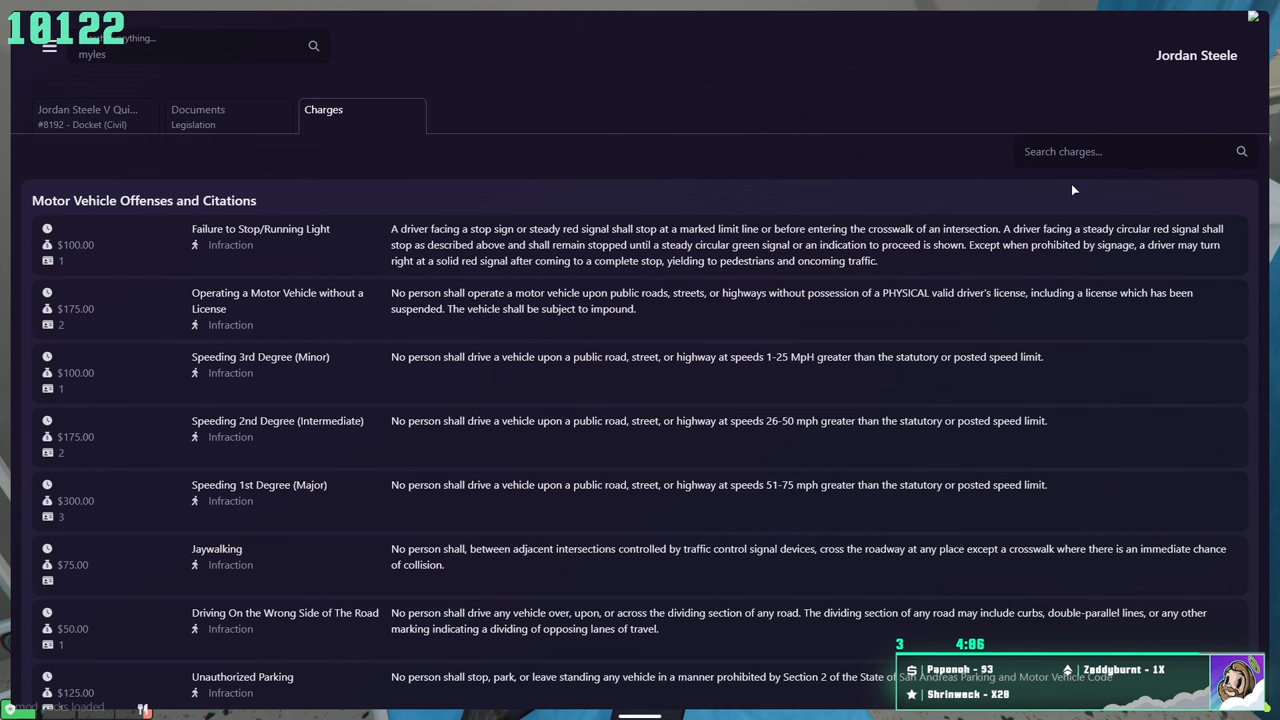 10122
everything...
myles
Jordan Steele
Jordan Steele V Qui...
#8192 - Docket (Civil)
Documents
Legislation
Charges
Search charges...
Motor Vehicle Offenses and Citations
Failure to Stop/Running Light
$100.00
Infraction
1
A driver facing a stop sign or steady red signal shall stop at a marked limit line or before entering the crosswalk of an intersection. A driver facing a steady circular red signal shall
stop as described above and shall remain stopped until a steady circular green signal or an indication to proceed is shown. Except when prohibited by signage, a driver may turn
right at a solid red signal after coming to a complete stop, yielding to pedestrians and oncoming traffic.
Operating a Motor Vehicle without a
License
$175.00
Infraction
2
No person shall operate a motor vehicle upon public roads, streets, or highways without possession of a PHYSICAL valid driver's license, including a license which has been
suspended. The vehicle shall be subject to impound.
Speeding 3rd Degree (Minor)
$100.00
Infraction
1
No person shall drive a vehicle upon a public road, street, or highway at speeds 1-25 MpH greater than the statutory or posted speed limit.
Speeding 2nd Degree (Intermediate)
$175.00
Infraction
2
No person shall drive a vehicle upon a public road, street, or highway at speeds 26-50 mph greater than the statutory or posted speed limit.
Speeding 1st Degree (Major)
$300.00
Infraction
3
No person shall drive a vehicle upon a public road, street, or highway at speeds 51-75 mph greater than the statutory or posted speed limit.
Jaywalking
$75.00
Infraction
No person shall, between adjacent intersections controlled by traffic control signal devices, cross the roadway at any place except a crosswalk where there is an immediate chance
of collision.
Driving On the Wrong Side of The Road
$50.00
Infraction
1
No person shall drive any vehicle over, upon, or across the dividing section of any road. The dividing section of any road may include curbs, double-parallel lines, or any other
marking indicating a dividing of opposing lanes of travel.
Unauthorized Parking
$125.00
Infraction
No person shall stop, park, or leave standing any vehicle in a manner prohibited by Section 2 of the State of San Andreas Parking and Motor Vehicle Code
3 4:06
Paponoh - $3
Zeddyburnt - 1X
Shrinweck - X20
loaded